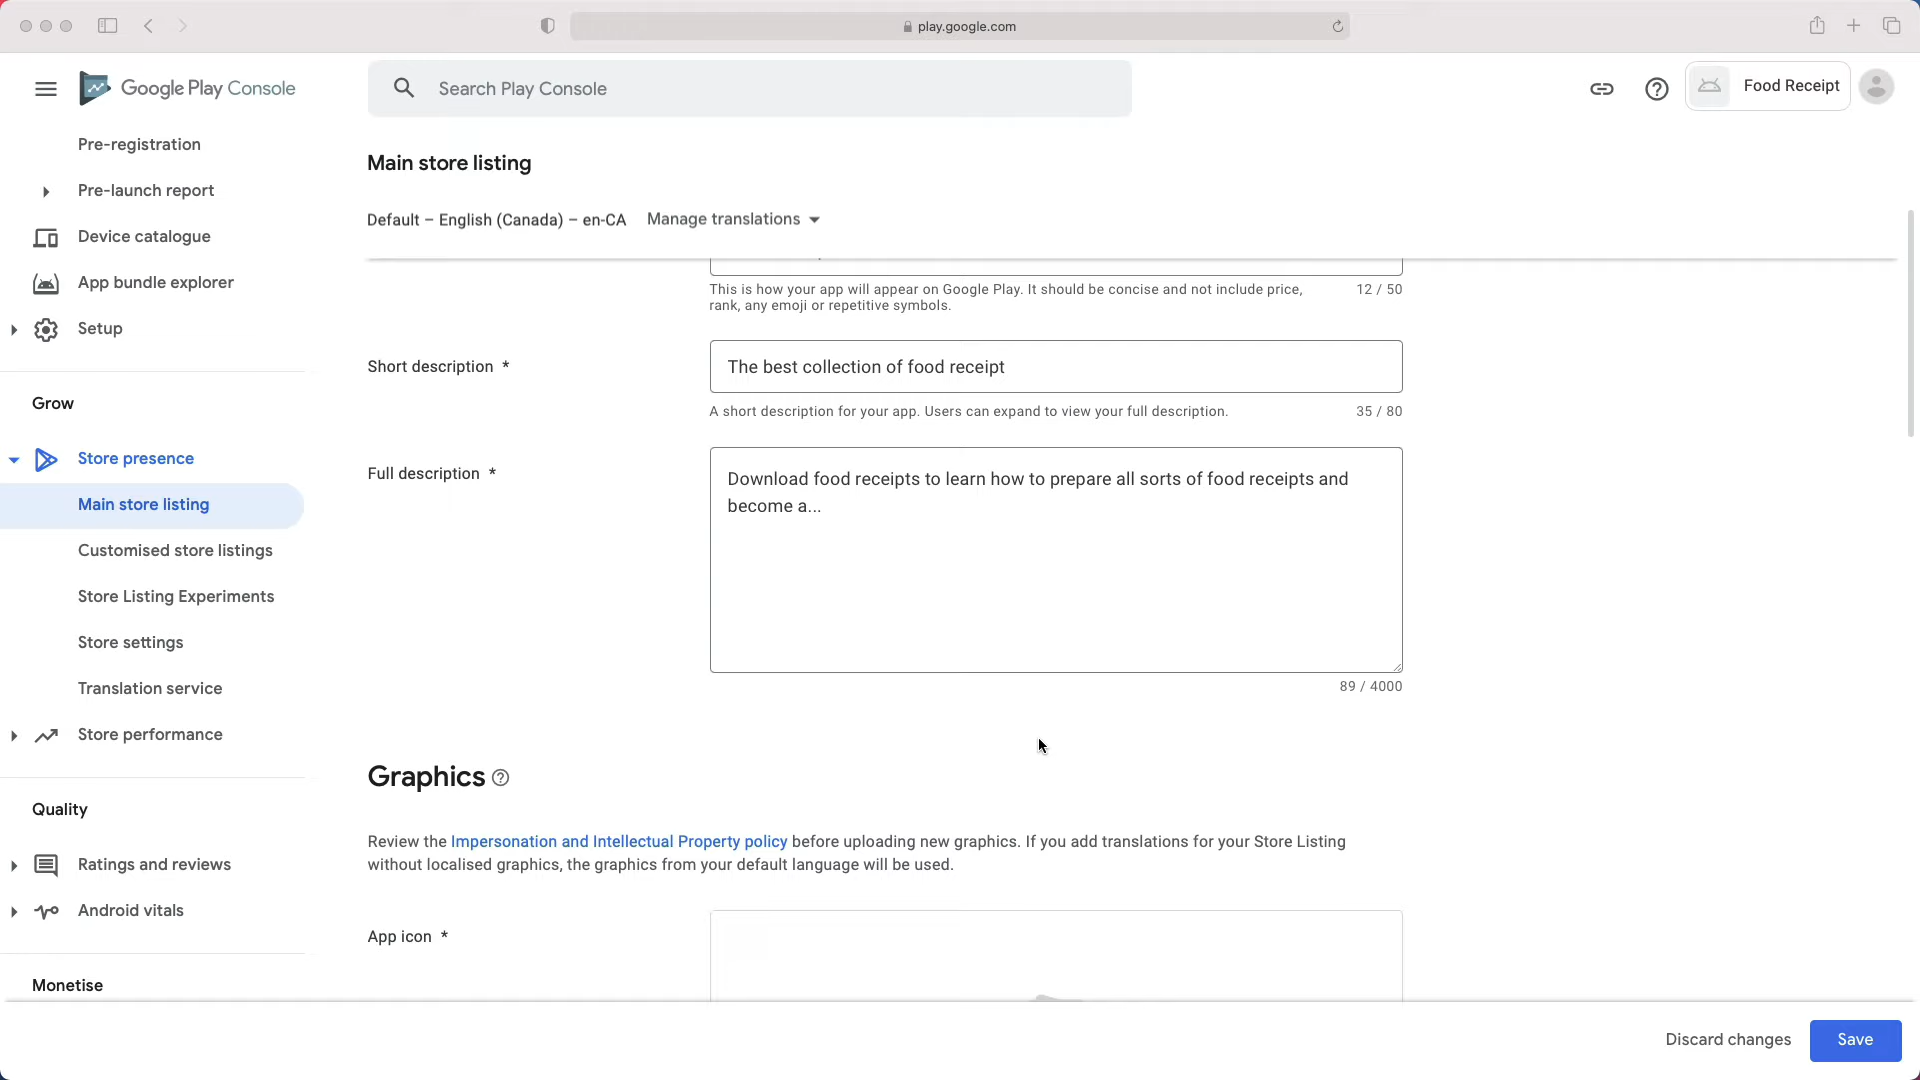 play.google.com
Google Play Console
Search Play Console
Food Receipt
Pre-registration
Pre-launch report
Device catalogue
App bundle explorer
Setup
Grow
Store presence
Main store listing
Customised store listings
Store Listing Experiments
Store settings
Translation service
Store performance
Quality
Ratings and reviews
Android vitals
Monetise
Main store listing
Default – English (Canada) – en-CA
Manage translations
This is how your app will appear on Google Play. It should be concise and not include price,
rank, any emoji or repetitive symbols.
12 / 50
Short description *
The best collection of food receipt
A short description for your app. Users can expand to view your full description.
35 / 80
Full description *
Download food receipts to learn how to prepare all sorts of food receipts and
become a...
89 / 4000
Graphics
Review the Impersonation and Intellectual Property policy before uploading new graphics. If you add translations for your Store Listing
without localised graphics, the graphics from your default language will be used.
App icon *
Discard changes
Save